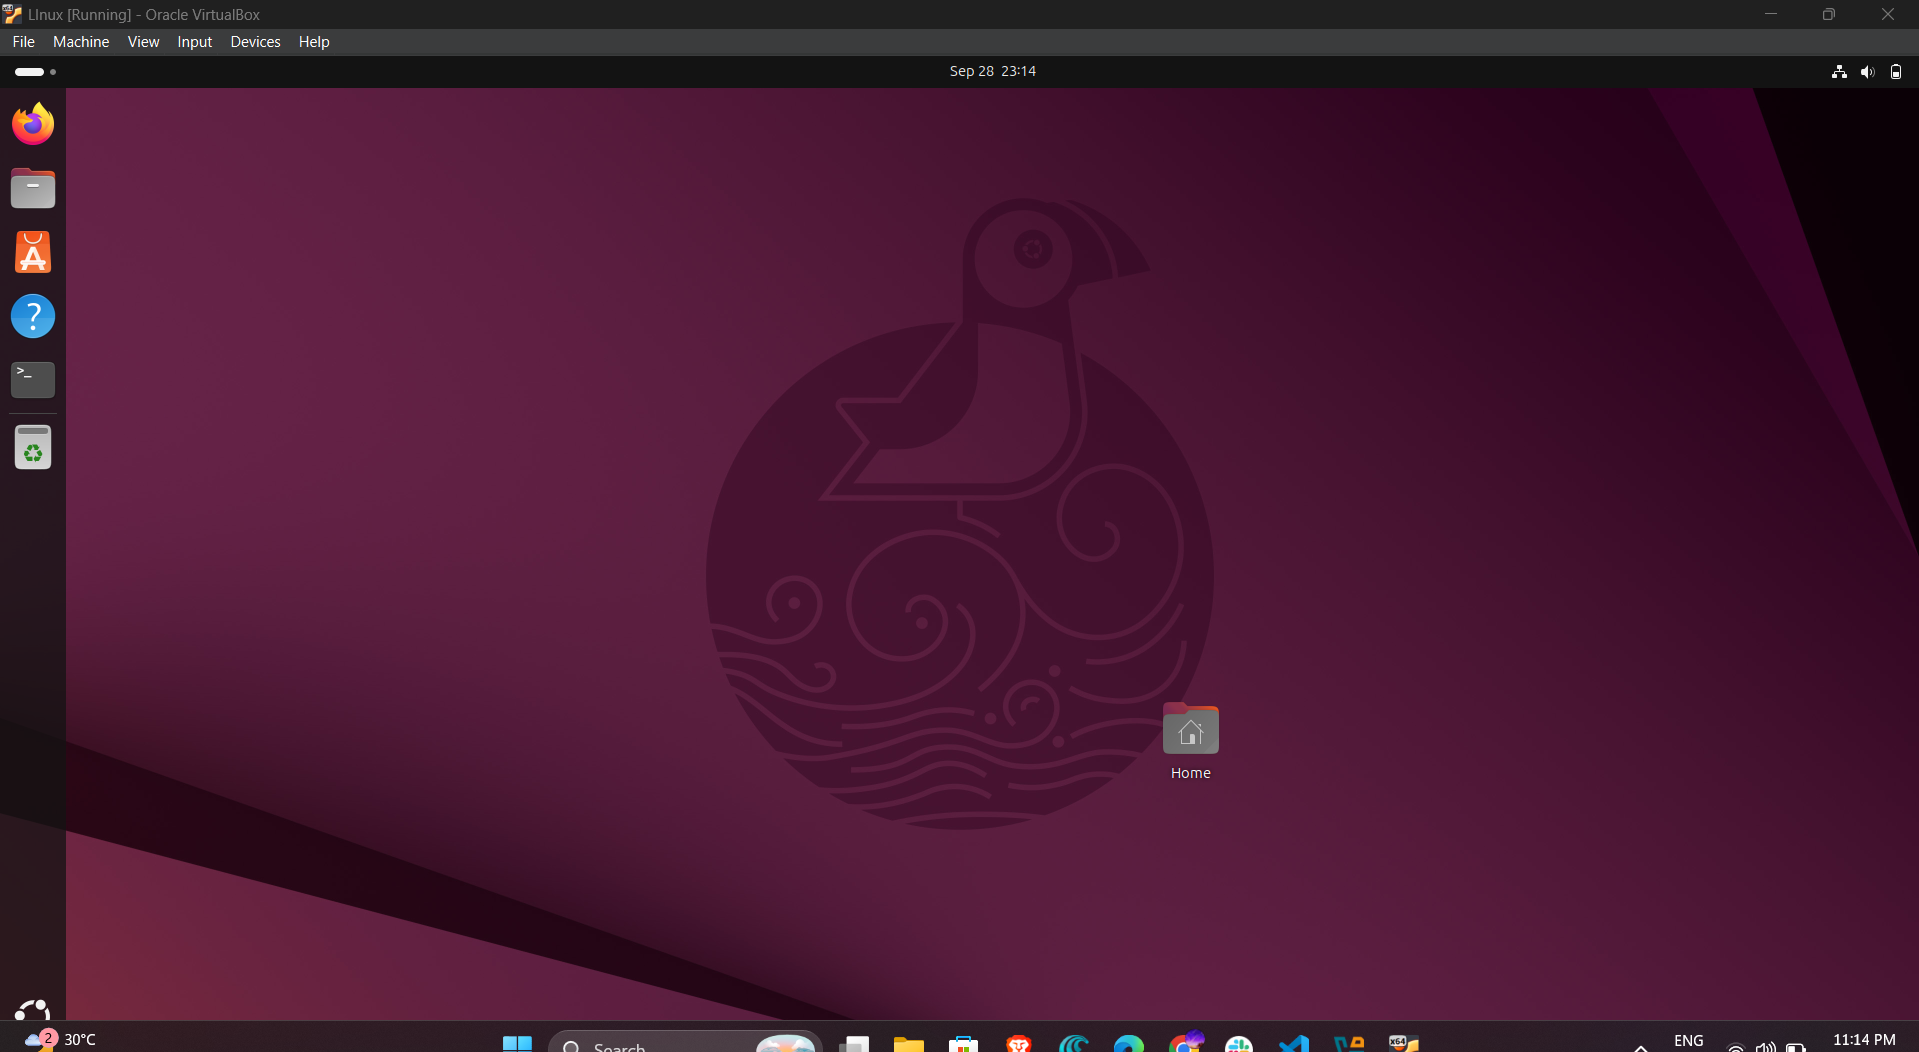 LInux [Running] - Oracle VirtualBox
File Machine View Input Devices Help
Sep 28 23:14
?
>_
Home
2
30°C
Search
x64
ENG
11:14 PM